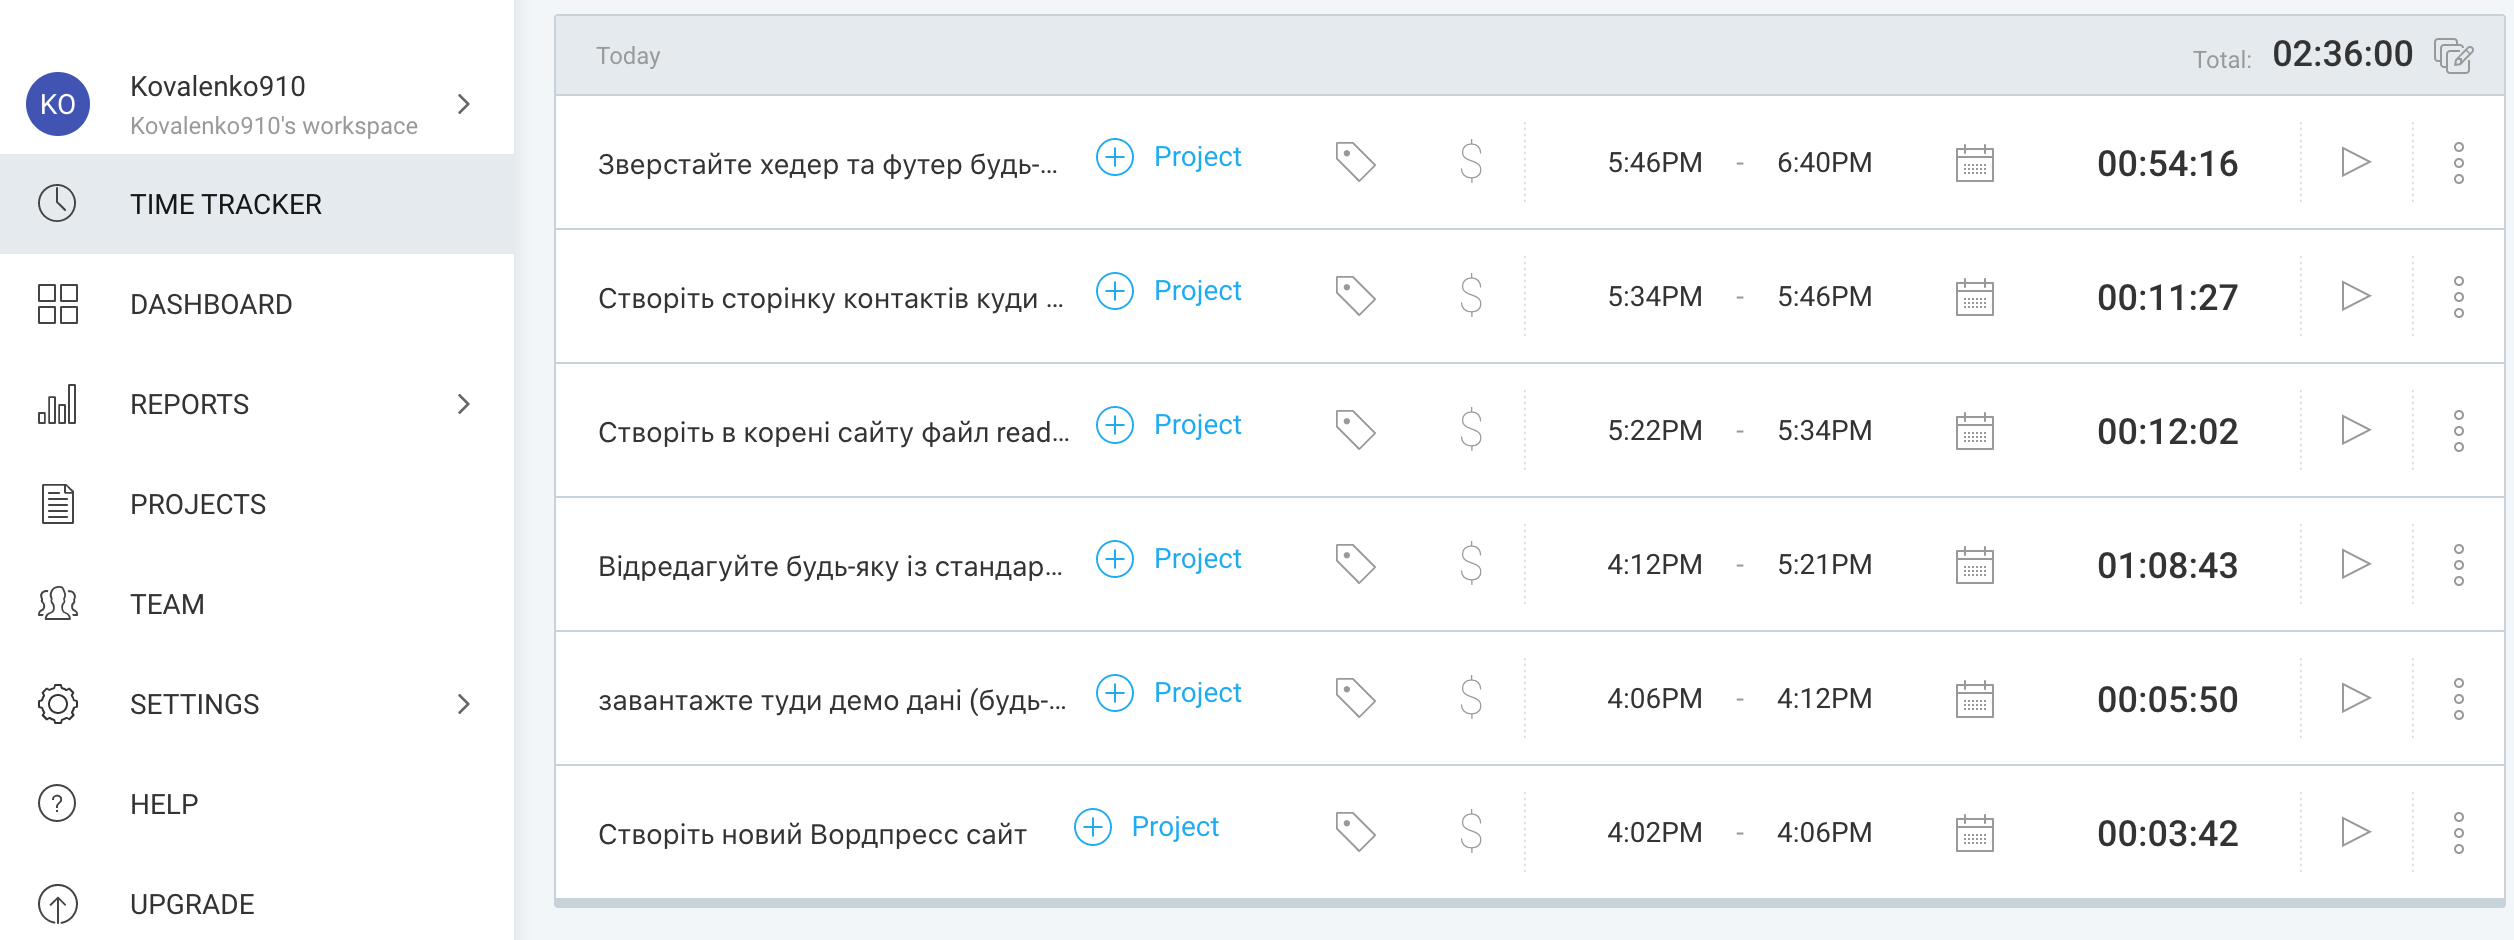 KO
Kovalenko910
Kovalenko910's workspace
TIME TRACKER
DASHBOARD
REPORTS
PROJECTS
TEAM
SETTINGS
?
HELP
UPGRADE
Today
Total: 02:36:00
Зверстайте хедер та футер будь-... Project $ 5:46PM - 6:40PM 00:54:16
Створіть сторінку контактів куди ... Project $ 5:34PM - 5:46PM 00:11:27
Створіть в корені сайту файл read... Project $ 5:22PM - 5:34PM 00:12:02
Відредагуйте будь-яку із стандар... Project $ 4:12PM - 5:21PM 01:08:43
завантажте туди демо дані (будь-... Project $ 4:06PM - 4:12PM 00:05:50
Створіть новий Вордпресс сайт Project $ 4:02PM - 4:06PM 00:03:42